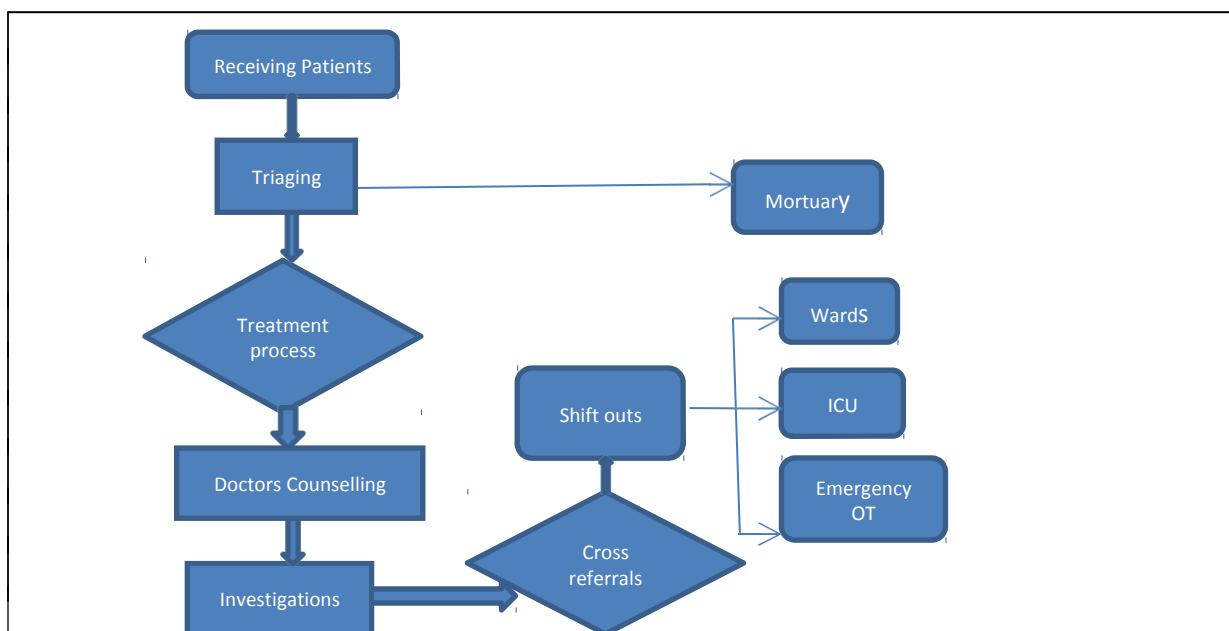 Receiving Patients
Triaging
Mortuary
Treatment
process
Wards
Shift outs
ICU
Doctors Counselling
Emergency
OT
Cross
referrals
Investigations